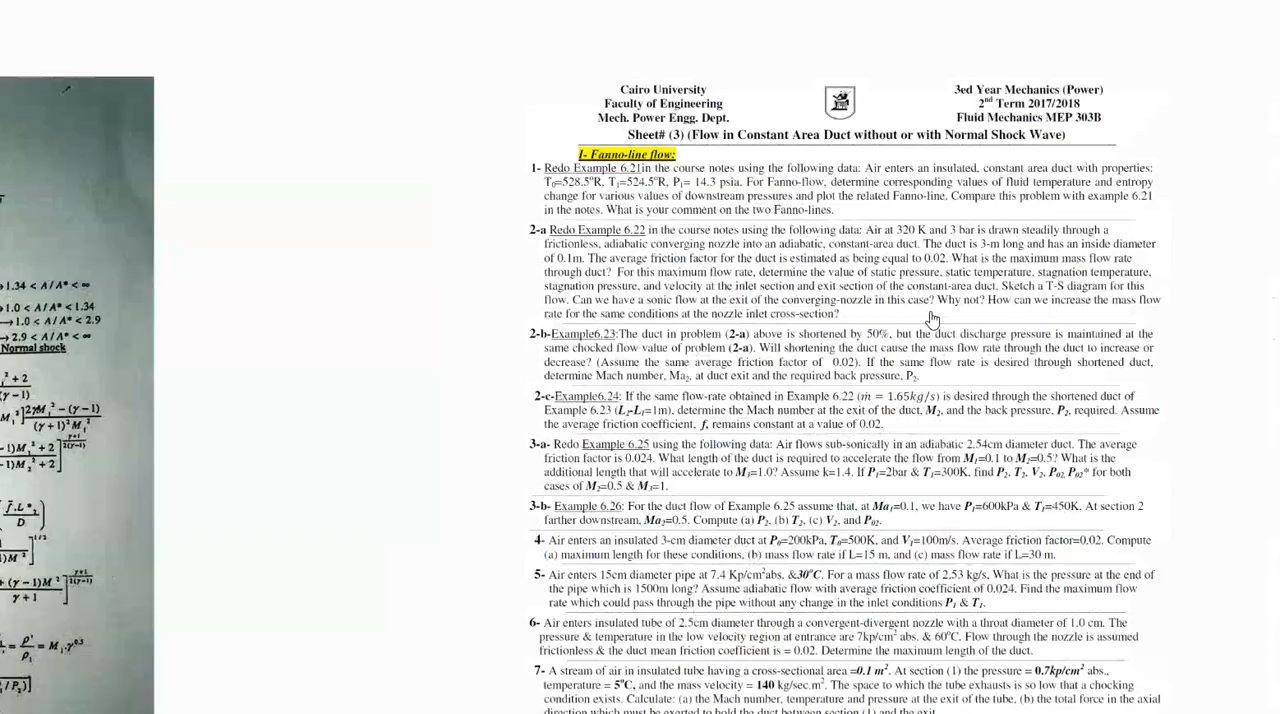 →1.34 < A / A* < ∞
→1.0 < A/A* < 1.34
→1.0 < A/A* < 2.9
→2.9 < A/A* < ∞
Normal shock
Cairo University
Faculty of Engineering
Mech. Power Engg. Dept.
3ed Year Mechanics (Power)
2nd Term 2017/2018
Fluid Mechanics MEP 303B
Sheet# (3) (Flow in Constant Area Duct without or with Normal Shock Wave)
I- Fanno-line flow:
1- Redo Example 6.21in the course notes using the following data: Air enters an insulated, constant area duct with properties:
T₀=528.5°R, T₁=524.5°R, P₁= 14.3 psia. For Fanno-flow, determine corresponding values of fluid temperature and entropy
change for various values of downstream pressures and plot the related Fanno-line. Compare this problem with example 6.21
in the notes. What is your comment on the two Fanno-lines.
2-a Redo Example 6.22 in the course notes using the following data: Air at 320 K and 3 bar is drawn steadily through a
frictionless, adiabatic converging nozzle into an adiabatic, constant-area duct. The duct is 3-m long and has an inside diameter
of 0.1m. The average friction factor for the duct is estimated as being equal to 0.02. What is the maximum mass flow rate
through duct? For this maximum flow rate, determine the value of static pressure, static temperature, stagnation temperature,
stagnation pressure, and velocity at the inlet section and exit section of the constant-area duct. Sketch a T-S diagram for this
flow. Can we have a sonic flow at the exit of the converging-nozzle in this case? Why not? How can we increase the mass flow
rate for the same conditions at the nozzle inlet cross-section?
2-b-Example6.23:The duct in problem (2-a) above is shortened by 50%, but the duct discharge pressure is maintained at the
same chocked flow value of problem (2-a). Will shortening the duct cause the mass flow rate through the duct to increase or
decrease? (Assume the same average friction factor of 0.02). If the same flow rate is desired through shortened duct,
determine Mach number, Ma₂, at duct exit and the required back pressure, P₂.
2-c-Example6.24: If the same flow-rate obtained in Example 6.22 (ṁ = 1.65kg/s) is desired through the shortened duct of
Example 6.23 (L₂-L₁=1m), determine the Mach number at the exit of the duct, M₂, and the back pressure, P₂, required. Assume
the average friction coefficient, f, remains constant at a value of 0.02.
3-a- Redo Example 6.25 using the following data: Air flows sub-sonically in an adiabatic 2.54cm diameter duct. The average
friction factor is 0.024. What length of the duct is required to accelerate the flow from M₁=0.1 to M₂=0.5? What is the
additional length that will accelerate to M₃=1.0? Assume k=1.4. If P₁=2bar & T₁=300K, find P₂, T₂, V₂, P₀₂, P₀₂* for both
cases of M₂=0.5 & M₃=1.
3-b- Example 6.26: For the duct flow of Example 6.25 assume that, at Ma₁=0.1, we have P₁=600kPa & T₁=450K. At section 2
farther downstream, Ma₂=0.5. Compute (a) P₂, (b) T₂, (c) V₂, and P₀₂.
4- Air enters an insulated 3-cm diameter duct at P₀=200kPa, T₀=500K, and V₁=100m/s. Average friction factor=0.02. Compute
(a) maximum length for these conditions, (b) mass flow rate if L=15 m, and (c) mass flow rate if L=30 m.
5- Air enters 15cm diameter pipe at 7.4 Kp/cm²abs. &30°C. For a mass flow rate of 2.53 kg/s, What is the pressure at the end of
the pipe which is 1500m long? Assume adiabatic flow with average friction coefficient of 0.024. Find the maximum flow
rate which could pass through the pipe without any change in the inlet conditions P₁ & T₁.
6- Air enters insulated tube of 2.5cm diameter through a convergent-divergent nozzle with a throat diameter of 1.0 cm. The
pressure & temperature in the low velocity region at entrance are 7kp/cm² abs. & 60°C. Flow through the nozzle is assumed
frictionless & the duct mean friction coefficient is = 0.02. Determine the maximum length of the duct.
7- A stream of air in insulated tube having a cross-sectional area =0.1 m². At section (1) the pressure = 0.7kp/cm² abs.,
temperature = 5°C, and the mass velocity = 140 kg/sec.m². The space to which the tube exhausts is so low that a chocking
condition exists. Calculate: (a) the Mach number, temperature and pressure at the exit of the tube, (b) the total force in the axial
direction which must be exerted to hold the duct between section (1) and the exit.